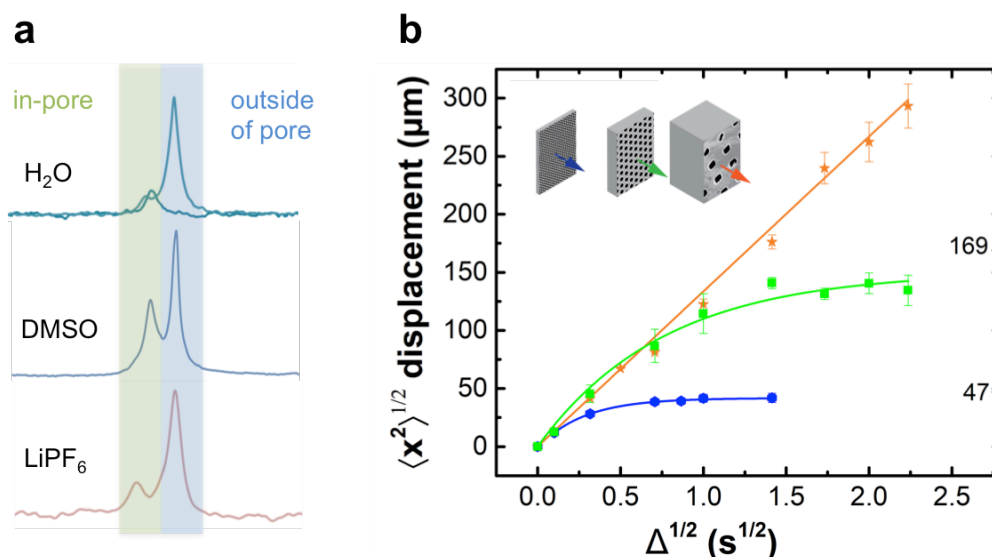 a
in-pore
outside
of pore
H₂O
DMSO
LiPF₆
b
⟨x²⟩¹/² displacement (μm)
300
250
200
150
100
50
0
169
47
0.0 0.5 1.0 1.5 2.0 2.5
Δ¹/² (s¹/²)